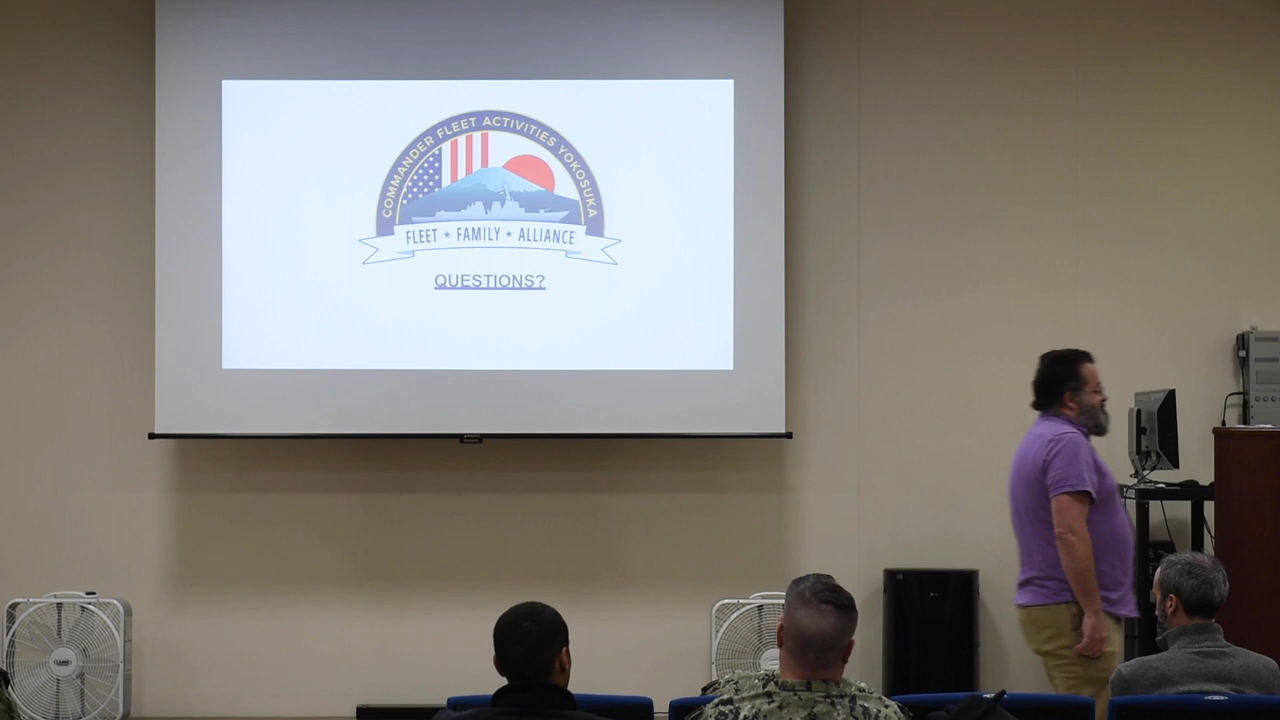 COMMANDER FLEET ACTIVITIES YOKOSUKA
FLEET ★ FAMILY ★ ALLIANCE
QUESTIONS?